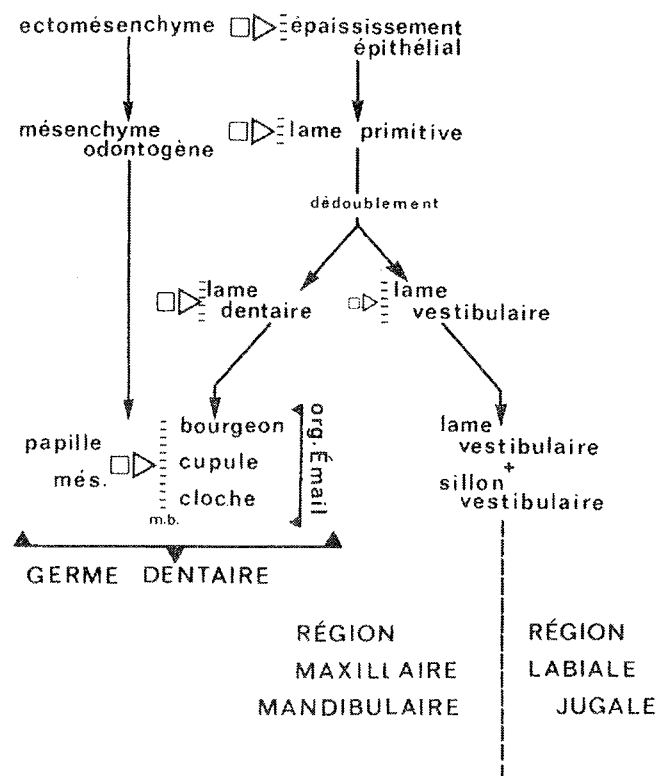 ectomésenchyme
épaississement
épithélial
mésenchyme
odontogène
lame primitive
dédoublement
lame
dentaire
lame
vestibulaire
papille
més.
bourgeon
cupule
cloche
m.b.
org. Émail
lame
vestibulaire
+
sillon
vestibulaire
GERME DENTAIRE
RÉGION
MAXILLAIRE
MANDIBULAIRE
RÉGION
LABIALE
JUGALE